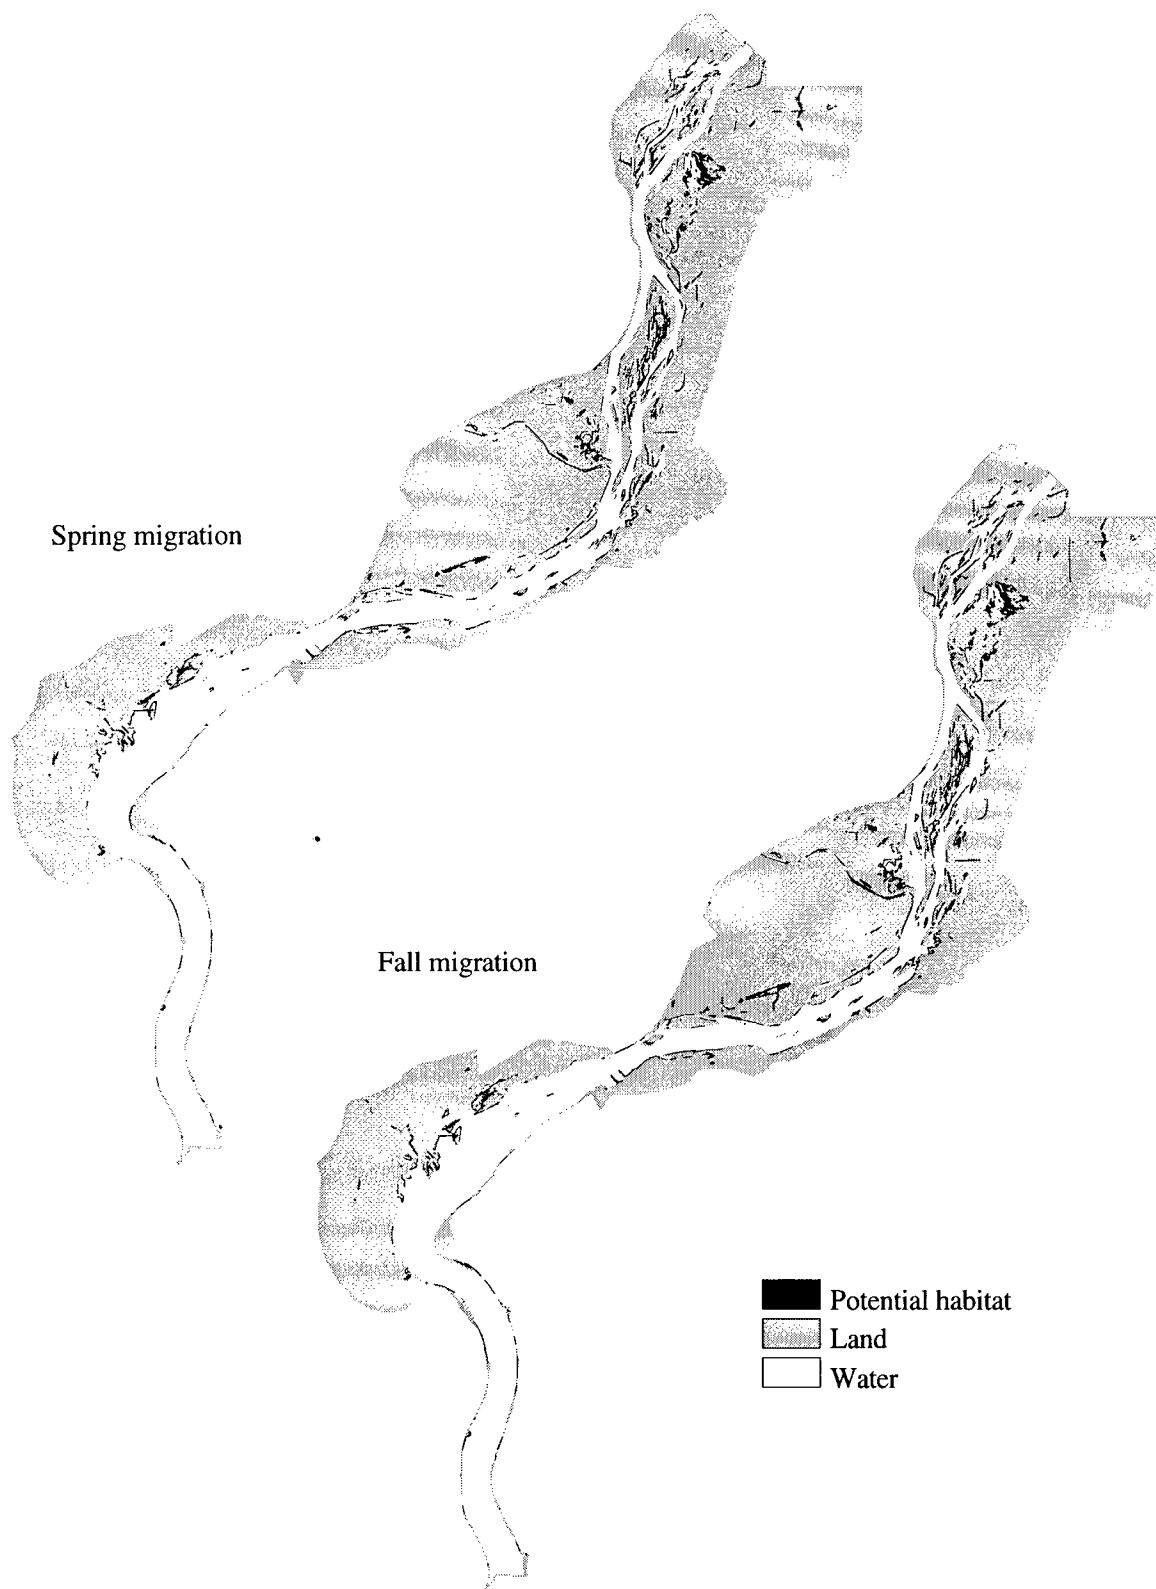 Spring migration
Fall migration
Potential habitat
Land
Water